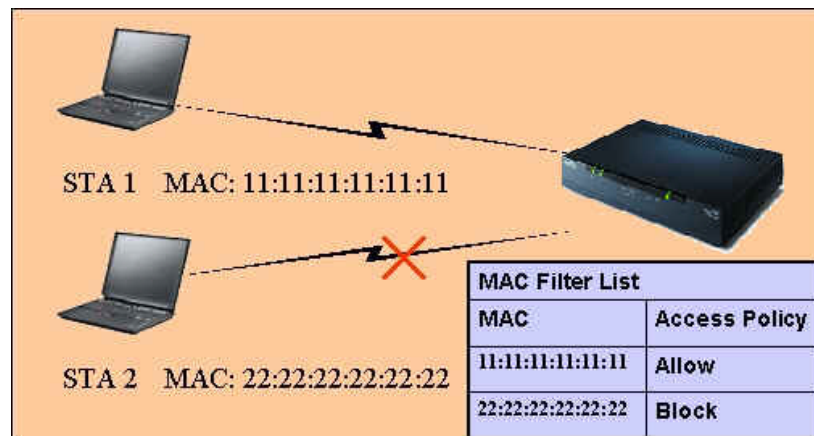 STA 1 MAC: 11:11:11:11:11:11
STA 2 MAC: 22:22:22:22:22:22
MAC Filter List
MAC Access Policy
11:11:11:11:11:11 Allow
22:22:22:22:22:22 Block